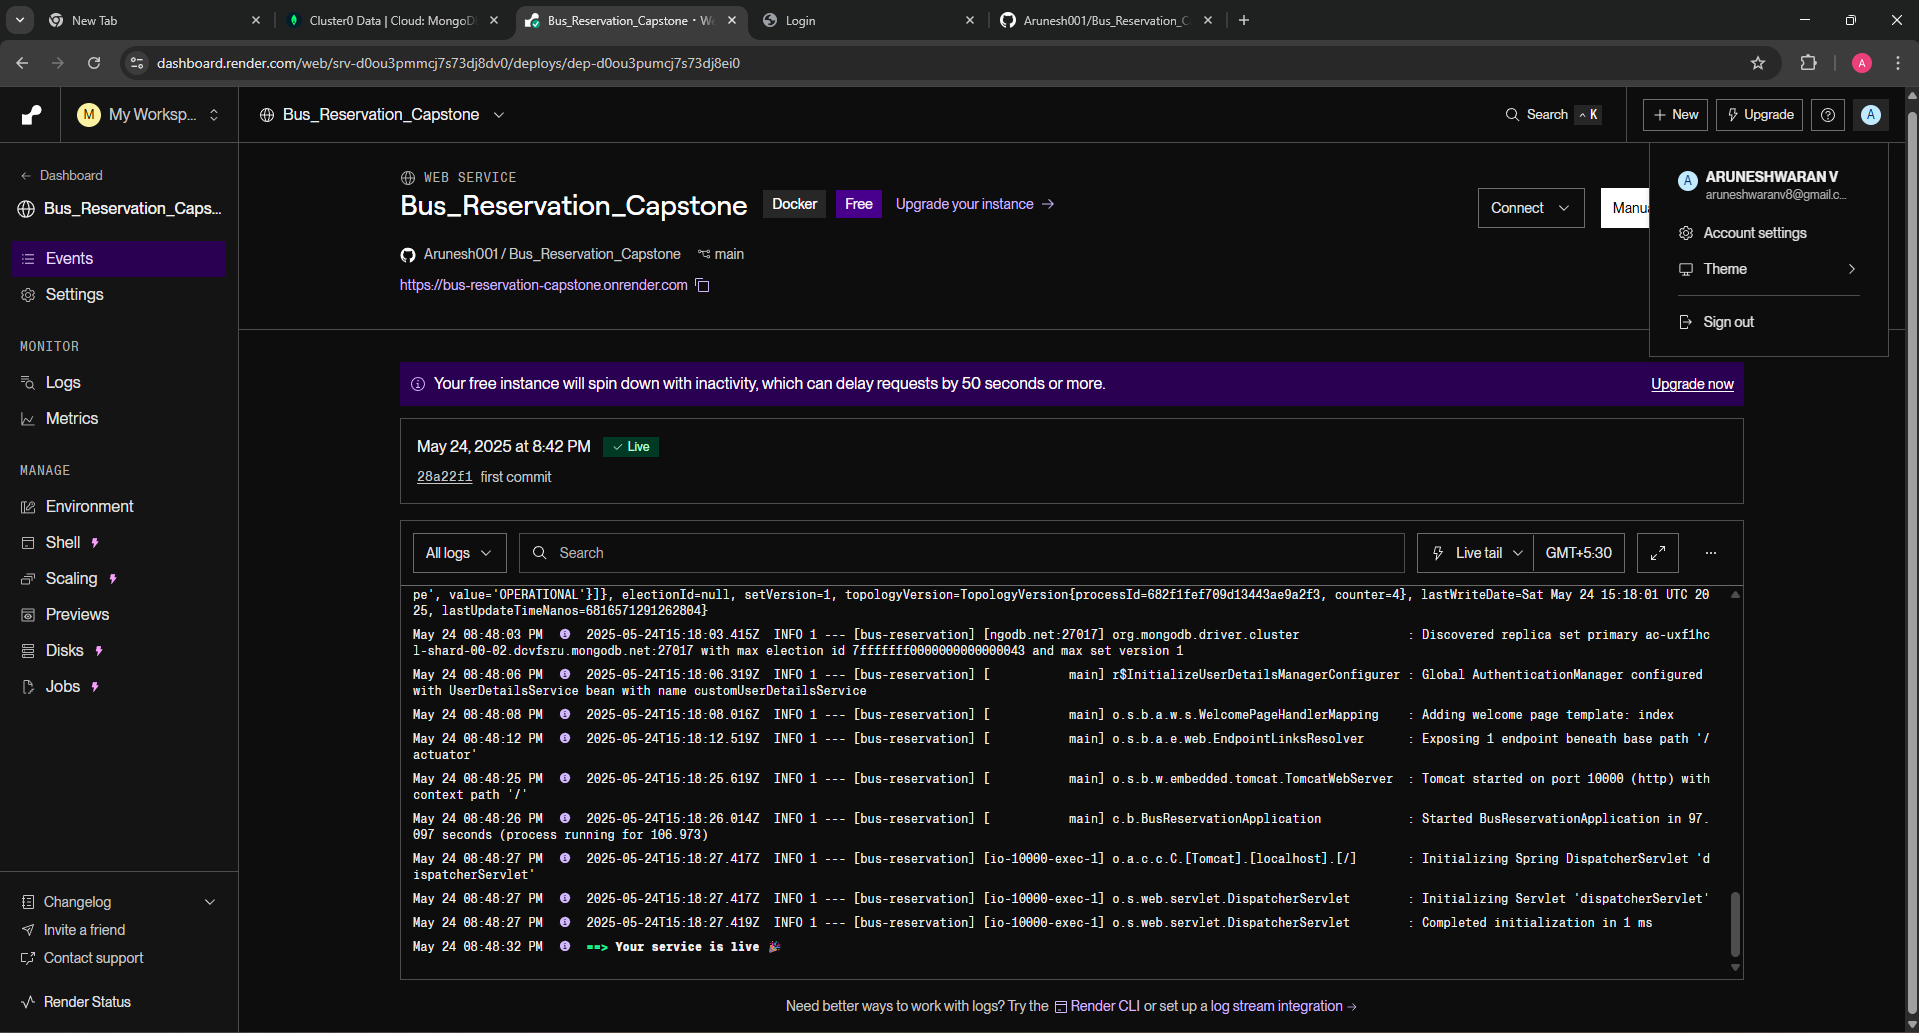 New Tab
Cluster0 Data | Cloud: MongoD
Bus_Reservation_Capstone · W
Login
Arunesh001/Bus_Reservation_C
dashboard.render.com/web/srv-d0ou3pmmcj7s73dj8dv0/deploys/dep-d0ou3pumcj7s73dj8ei0
A
M My Worksp...
Bus_Reservation_Capstone
Search ^ K
+ New
Upgrade
A
Dashboard
Bus_Reservation_Caps...
Events
Settings
MONITOR
Logs
Metrics
MANAGE
Environment
Shell
Scaling
Previews
Disks
Jobs
Changelog
Invite a friend
Contact support
Render Status
WEB SERVICE
Bus_Reservation_Capstone Docker Free Upgrade your instance →
Arunesh001 / Bus_Reservation_Capstone main
https://bus-reservation-capstone.onrender.com
Connect
Manu
A ARUNESHWARAN V
aruneshwaranv8@gmail.c...
Account settings
Theme
Sign out
Your free instance will spin down with inactivity, which can delay requests by 50 seconds or more.
Upgrade now
May 24, 2025 at 8:42 PM ✓ Live
28a22f1 first commit
All logs
Search
Live tail
GMT+5:30
...
pe', value='OPERATIONAL'}]}, electionId=null, setVersion=1, topologyVersion=TopologyVersion{processId=682f1fef709d13443ae9a2f3, counter=4}, lastWriteDate=Sat May 24 15:18:01 UTC 20
25, lastUpdateTimeNanos=68165712912628​04}
May 24 08:48:03 PM 2025-05-24T15:18:03.415Z INFO 1 --- [bus-reservation] [ngodb.net:27017] org.mongodb.driver.cluster : Discovered replica set primary ac-uxf1hc
l-shard-00-02.dcvfsru.mongodb.net:27017 with max election id 7fffffff0000000000000043 and max set version 1
May 24 08:48:06 PM 2025-05-24T15:18:06.319Z INFO 1 --- [bus-reservation] [ main] r$InitializeUserDetailsManagerConfigurer : Global AuthenticationManager configured
with UserDetailsService bean with name customUserDetailsService
May 24 08:48:08 PM 2025-05-24T15:18:08.016Z INFO 1 --- [bus-reservation] [ main] o.s.b.a.w.s.WelcomePageHandlerMapping : Adding welcome page template: index
May 24 08:48:12 PM 2025-05-24T15:18:12.519Z INFO 1 --- [bus-reservation] [ main] o.s.b.a.e.web.EndpointLinksResolver : Exposing 1 endpoint beneath base path '/
actuator'
May 24 08:48:25 PM 2025-05-24T15:18:25.619Z INFO 1 --- [bus-reservation] [ main] o.s.b.w.embedded.tomcat.TomcatWebServer : Tomcat started on port 10000 (http) with
context path '/'
May 24 08:48:26 PM 2025-05-24T15:18:26.014Z INFO 1 --- [bus-reservation] [ main] c.b.BusReservationApplication : Started BusReservationApplication in 97.
097 seconds (process running for 106.973)
May 24 08:48:27 PM 2025-05-24T15:18:27.417Z INFO 1 --- [bus-reservation] [io-10000-exec-1] o.a.c.c.C.[Tomcat].[localhost].[/] : Initializing Spring DispatcherServlet 'd
ispatcherServlet'
May 24 08:48:27 PM 2025-05-24T15:18:27.417Z INFO 1 --- [bus-reservation] [io-10000-exec-1] o.s.web.servlet.DispatcherServlet : Initializing Servlet 'dispatcherServlet'
May 24 08:48:27 PM 2025-05-24T15:18:27.419Z INFO 1 --- [bus-reservation] [io-10000-exec-1] o.s.web.servlet.DispatcherServlet : Completed initialization in 1 ms
May 24 08:48:32 PM ==> Your service is live 🎉
Need better ways to work with logs? Try the Render CLI or set up a log stream integration →